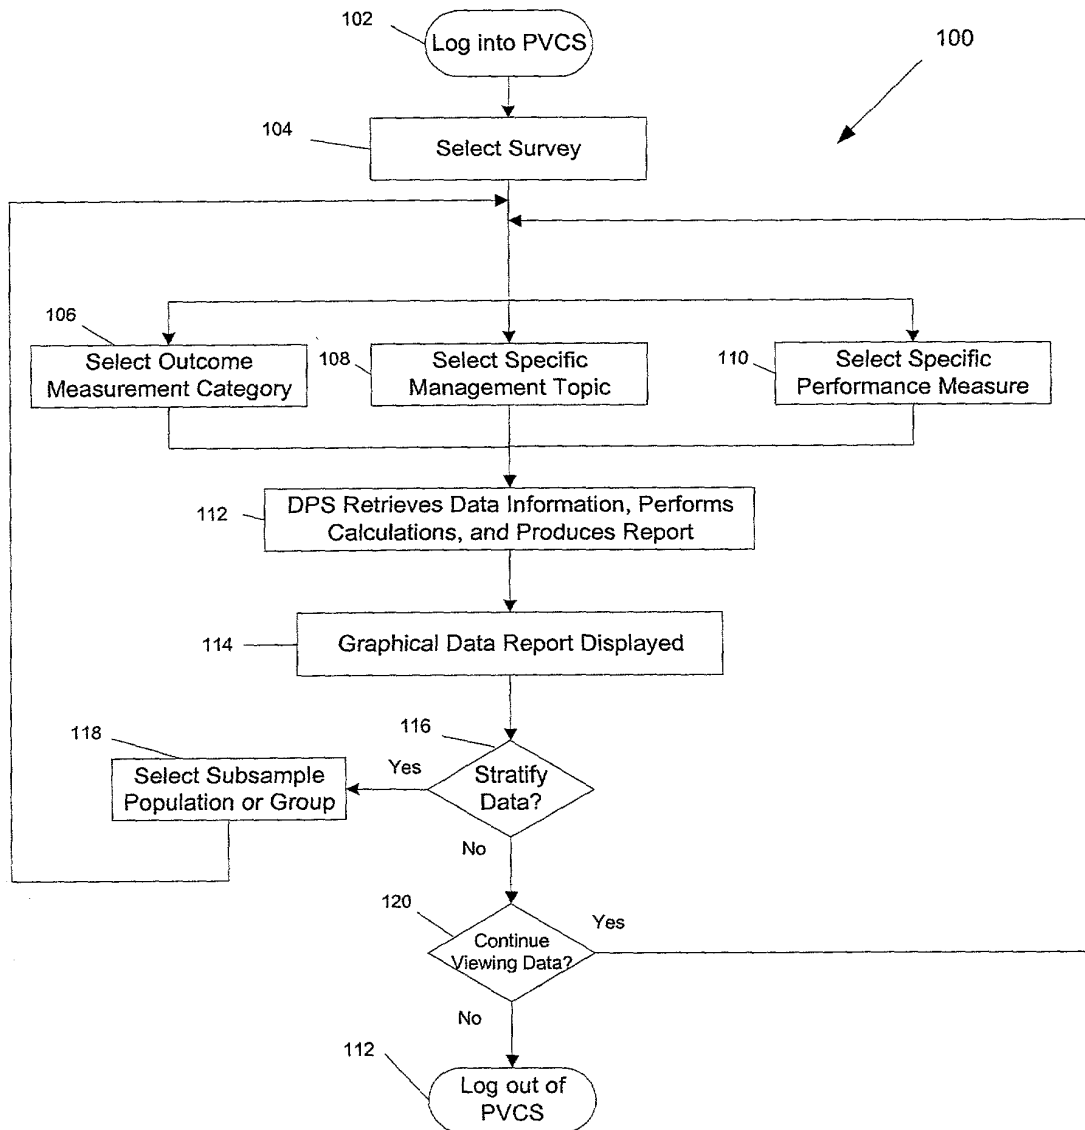 102
Log into PVCS
100
104
Select Survey
106
Select Outcome
Measurement Category
108
Select Specific
Management Topic
110
Select Specific
Performance Measure
112
DPS Retrieves Data Information, Performs
Calculations, and Produces Report
114
Graphical Data Report Displayed
116
Stratify
Data?
Yes
118
Select Subsample
Population or Group
No
120
Continue
Viewing Data?
Yes
No
112
Log out of
PVCS